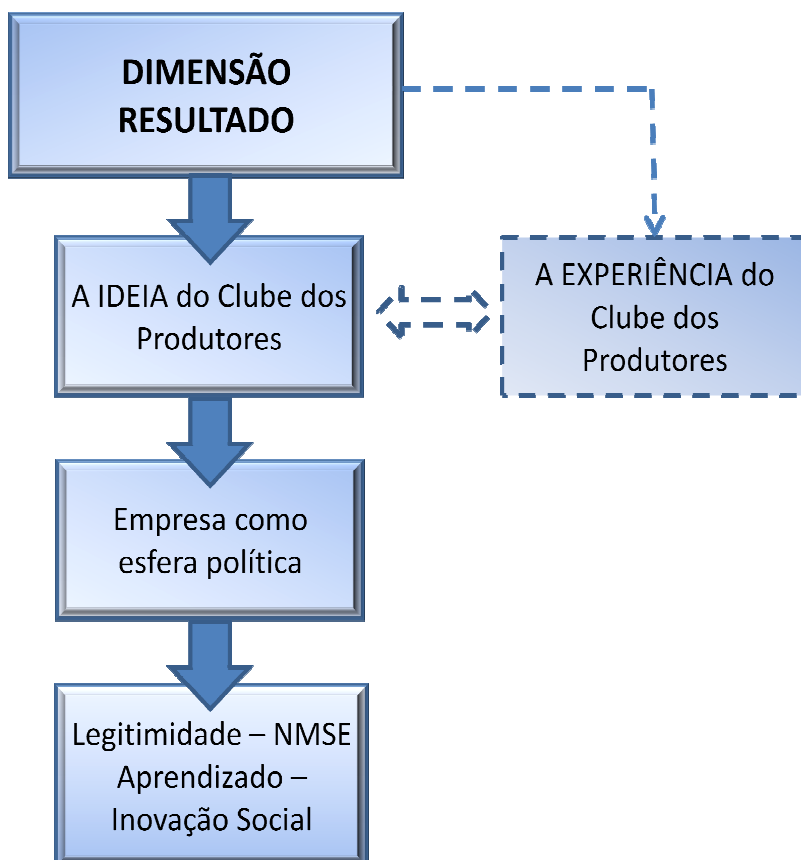 DIMENSÃO
RESULTADO
A IDEIA do Clube dos
Produtores
A EXPERIÊNCIA do
Clube dos
Produtores
Empresa como
esfera política
Legitimidade – NMSE
Aprendizado –
Inovação Social